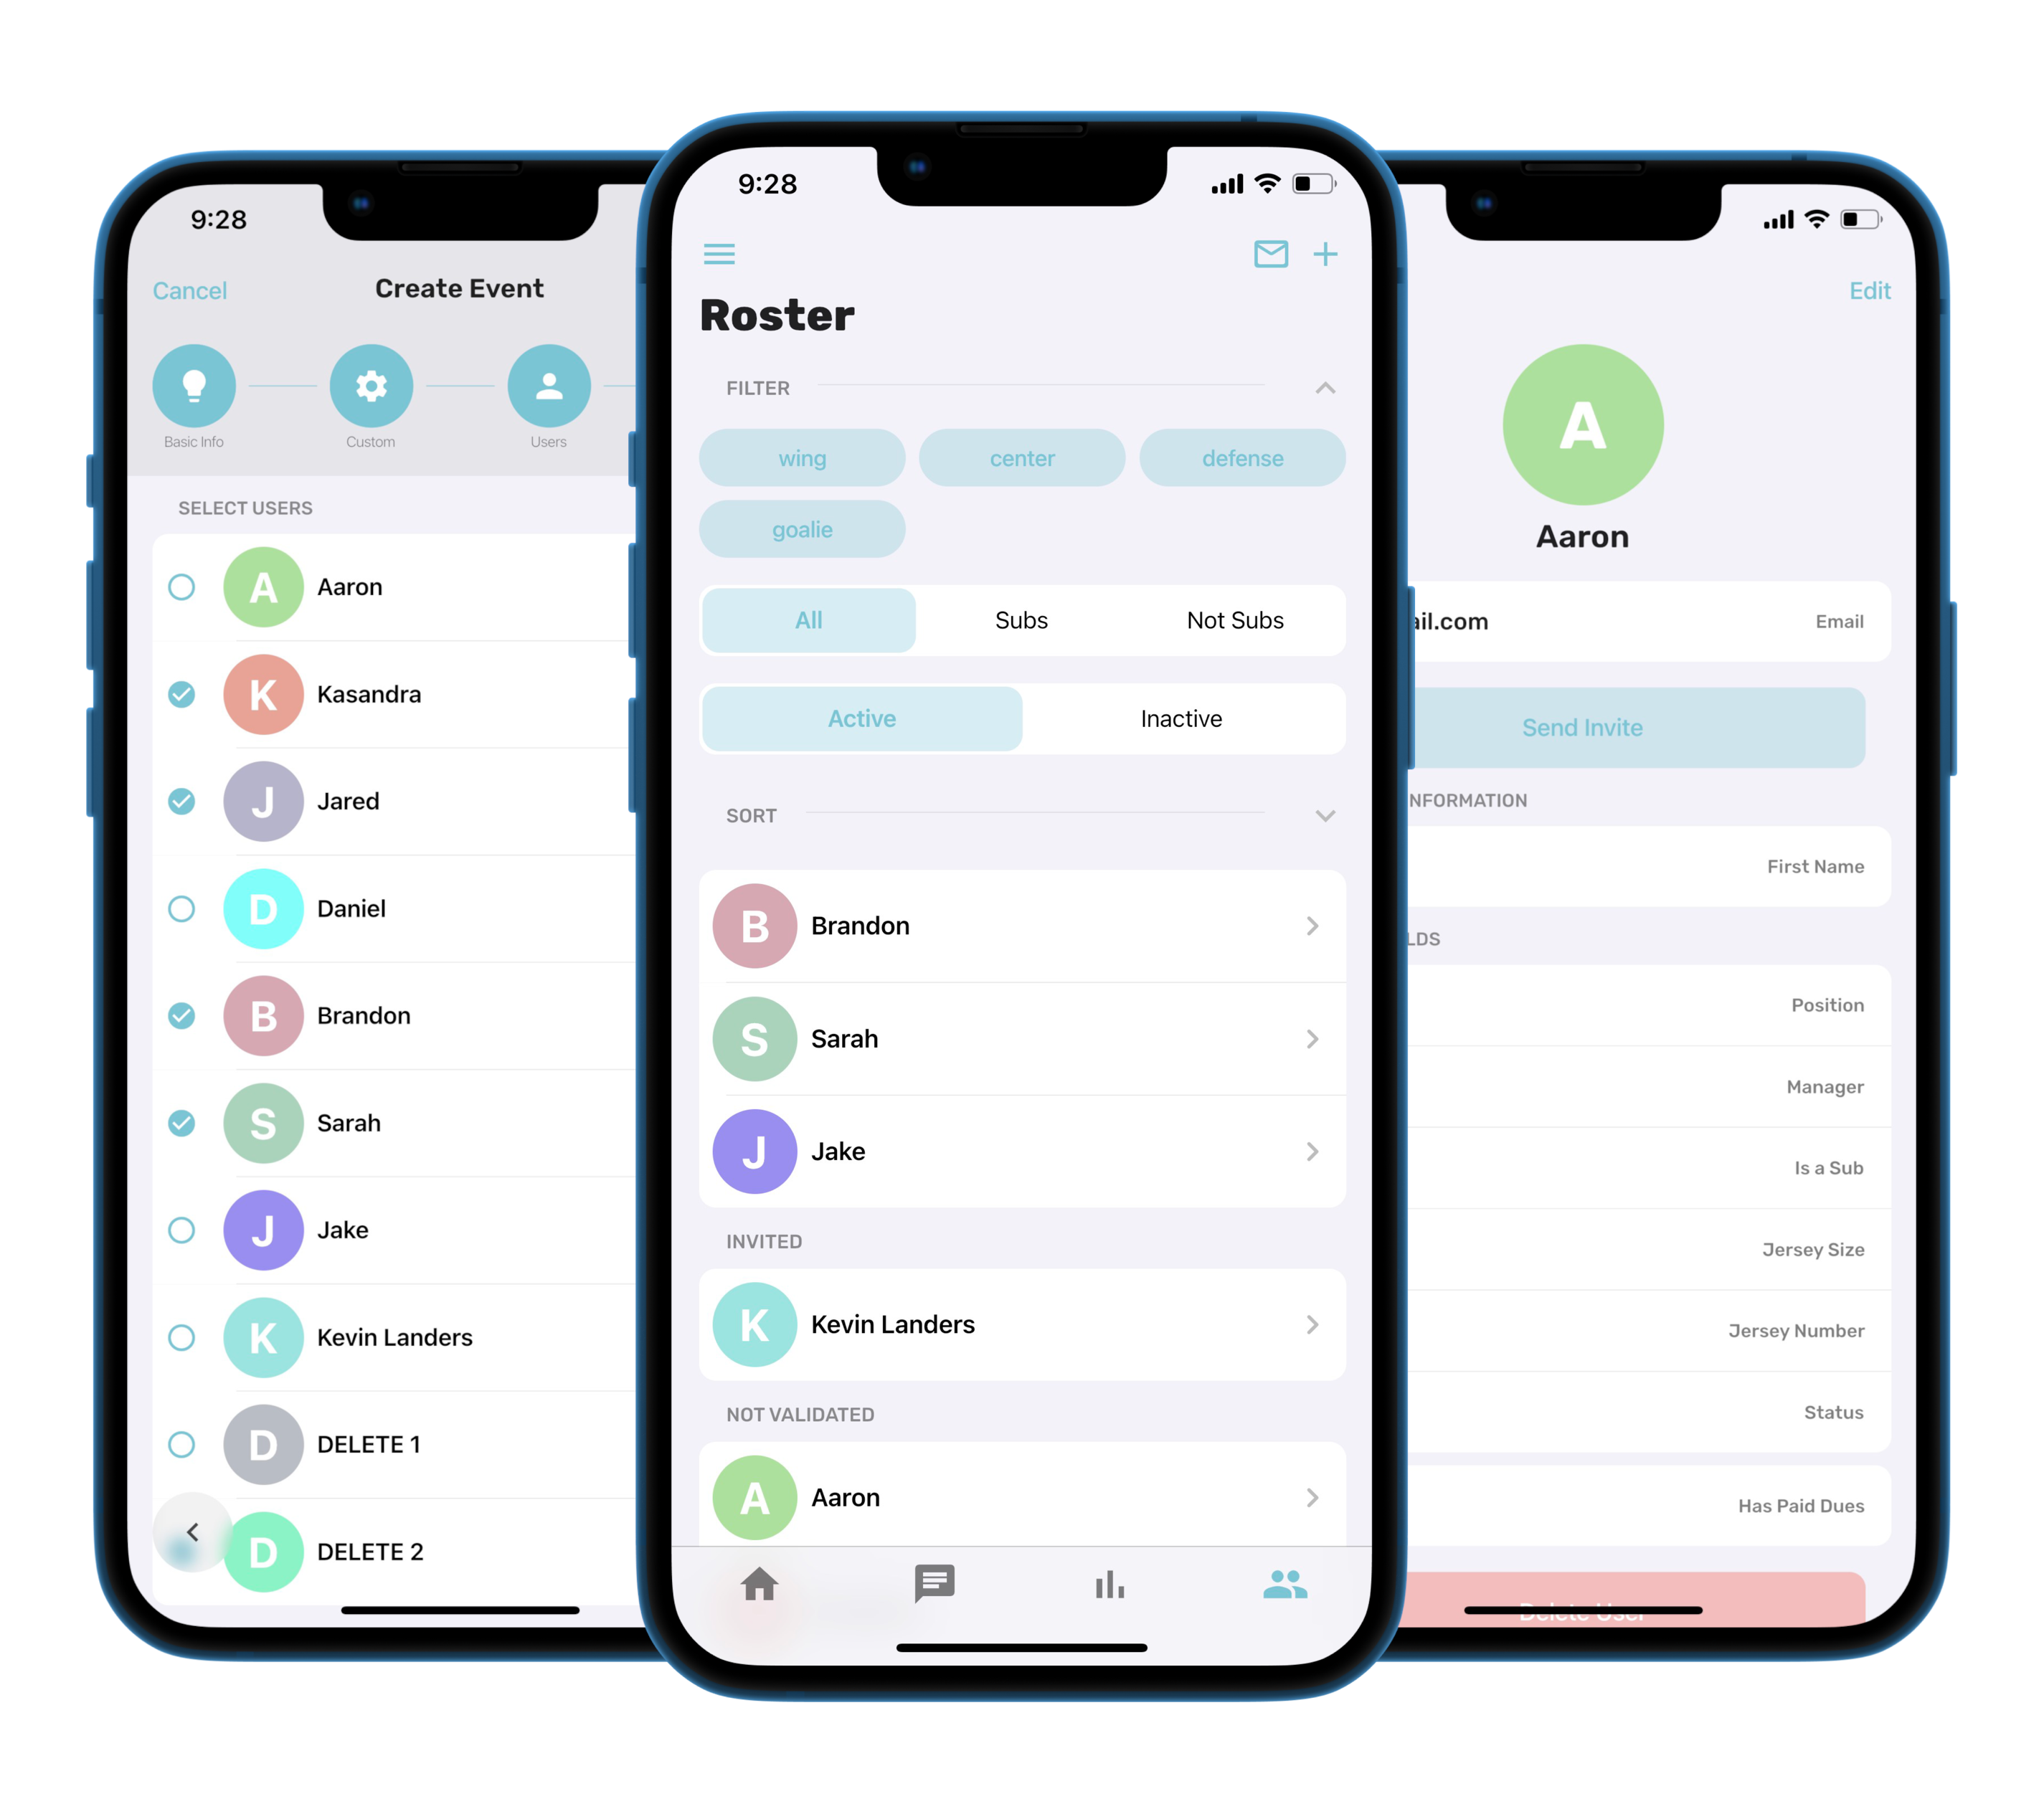 9:28
Cancel
Create Event
Basic Info
Custom
Users
SELECT USERS
A Aaron
K Kasandra
J Jared
D Daniel
B Brandon
S Sarah
J Jake
K Kevin Landers
D DELETE 1
D DELETE 2
9:28
Roster
FILTER
wing
center
defense
goalie
All
Subs
Not Subs
Active
Inactive
SORT
B Brandon
S Sarah
J Jake
INVITED
K Kevin Landers
NOT VALIDATED
A Aaron
Edit
A
Aaron
ail.com
Email
Send Invite
NFORMATION
First Name
LDS
Position
Manager
Is a Sub
Jersey Size
Jersey Number
Status
Has Paid Dues
Delete User